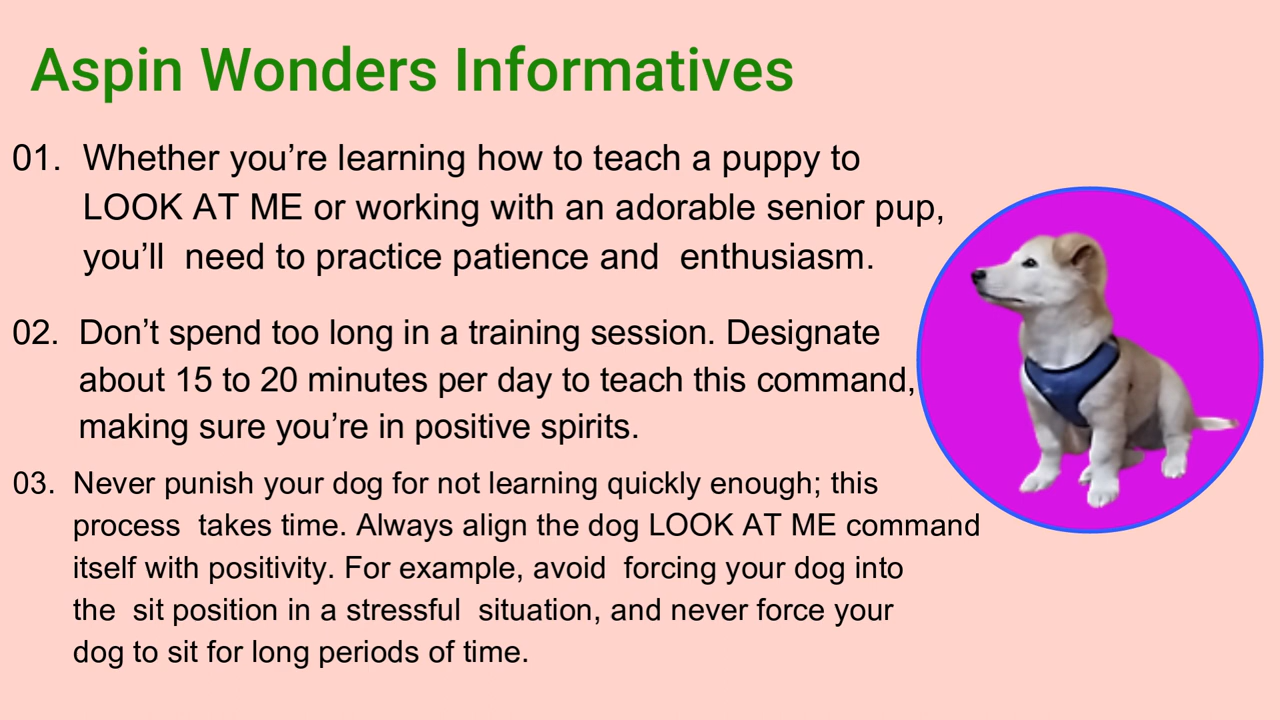 Aspin Wonders Informatives
01. Whether you’re learning how to teach a puppy to
LOOK AT ME or working with an adorable senior pup,
you’ll  need to practice patience and  enthusiasm.
02. Don’t spend too long in a training session. Designate
about 15 to 20 minutes per day to teach this command,
making sure you’re in positive spirits.
03. Never punish your dog for not learning quickly enough; this
process  takes time. Always align the dog LOOK AT ME command
itself with positivity. For example, avoid  forcing your dog into
the  sit position in a stressful  situation, and never force your
dog to sit for long periods of time.